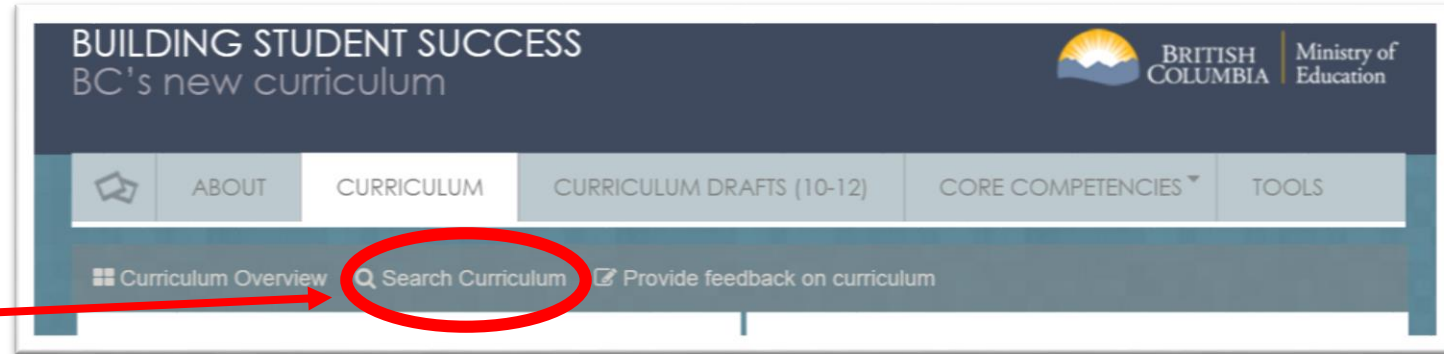 BUILDING STUDENT SUCCESS
BC's new curriculum
BRITISH COLUMBIA
Ministry of Education
ABOUT CURRICULUM CURRICULUM DRAFTS (10-12) CORE COMPETENCIES TOOLS
Curriculum Overview Search Curriculum Provide feedback on curriculum